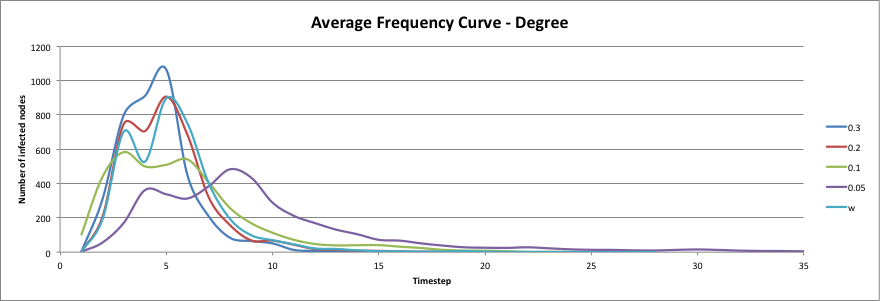 Average Frequency Curve - Degree
Number of infected nodes
1200
1000
800
600
400
200
0
0 5 10 15 20 25 30 35
Timestep
0.3
0.2
0.1
0.05
w